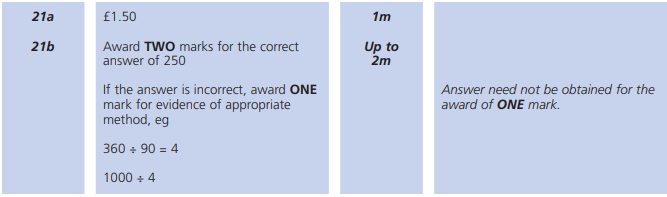 21a £1.50 1m
21b Award TWO marks for the correct Up to
answer of 250 2m
If the answer is incorrect, award ONE Answer need not be obtained for the
mark for evidence of appropriate award of ONE mark.
method, eg
360 ÷ 90 = 4
1000 ÷ 4